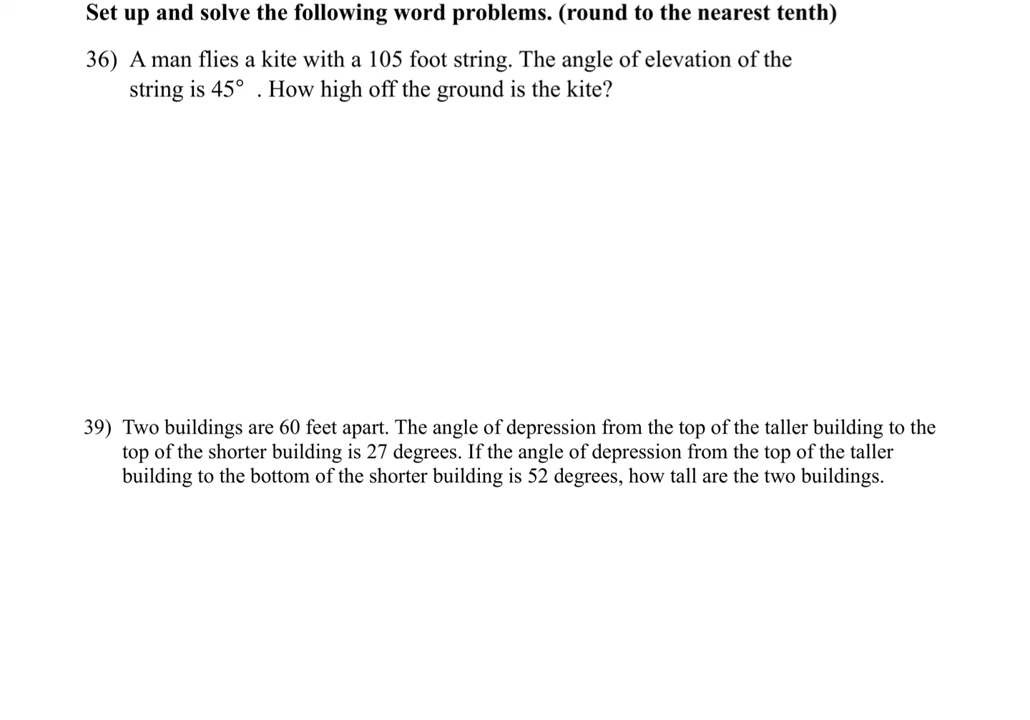 Set up and solve the following word problems. (round to the nearest tenth)
36) A man flies a kite with a 105 foot string. The angle of elevation of the
string is 45° . How high off the ground is the kite?
39) Two buildings are 60 feet apart. The angle of depression from the top of the taller building to the
top of the shorter building is 27 degrees. If the angle of depression from the top of the taller
building to the bottom of the shorter building is 52 degrees, how tall are the two buildings.